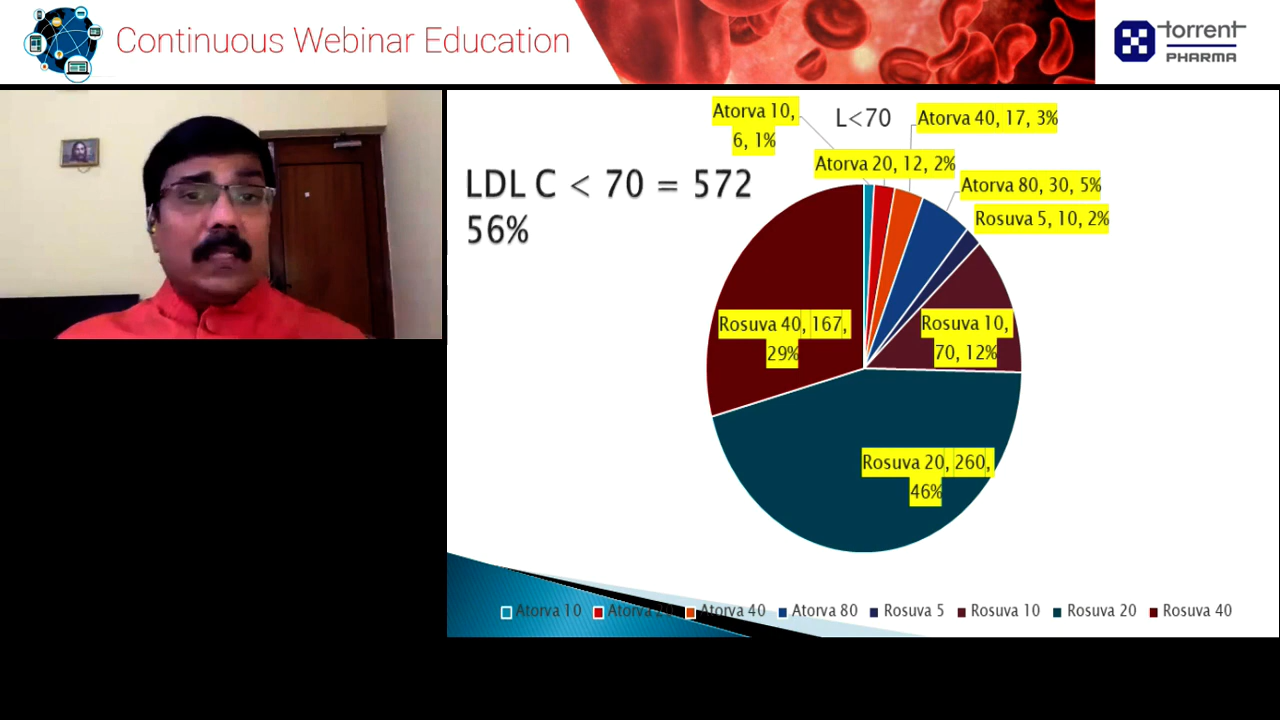 Continuous Webinar Education
torrent
PHARMA
LDL C < 70 = 572
56%
L<70
Atorva 10,
6, 1%
Atorva 20, 12, 2%
Atorva 40, 17, 3%
Atorva 80, 30, 5%
Rosuva 5, 10, 2%
Rosuva 10,
70, 12%
Rosuva 20, 260,
46%
Rosuva 40, 167,
29%
Atorva 10 Atorva 20 Atorva 40 Atorva 80 Rosuva 5 Rosuva 10 Rosuva 20 Rosuva 40